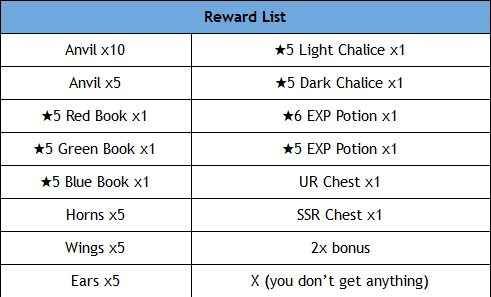 Reward List
Anvil x10
★5 Light Chalice x1
Anvil x5
★5 Dark Chalice x1
★5 Red Book x1
★6 EXP Potion x1
★5 Green Book x1
★5 EXP Potion x1
★5 Blue Book x1
UR Chest x1
Horns x5
SSR Chest x1
Wings x5
2x bonus
Ears x5
X (you don’t get anything)